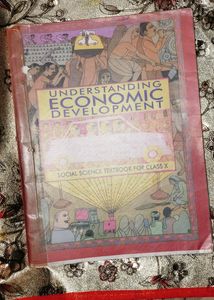 UNDERSTANDING
ECONOMIC
DEVELOPMENT
SOCIAL SCIENCE TEXTBOOK FOR CLASS X